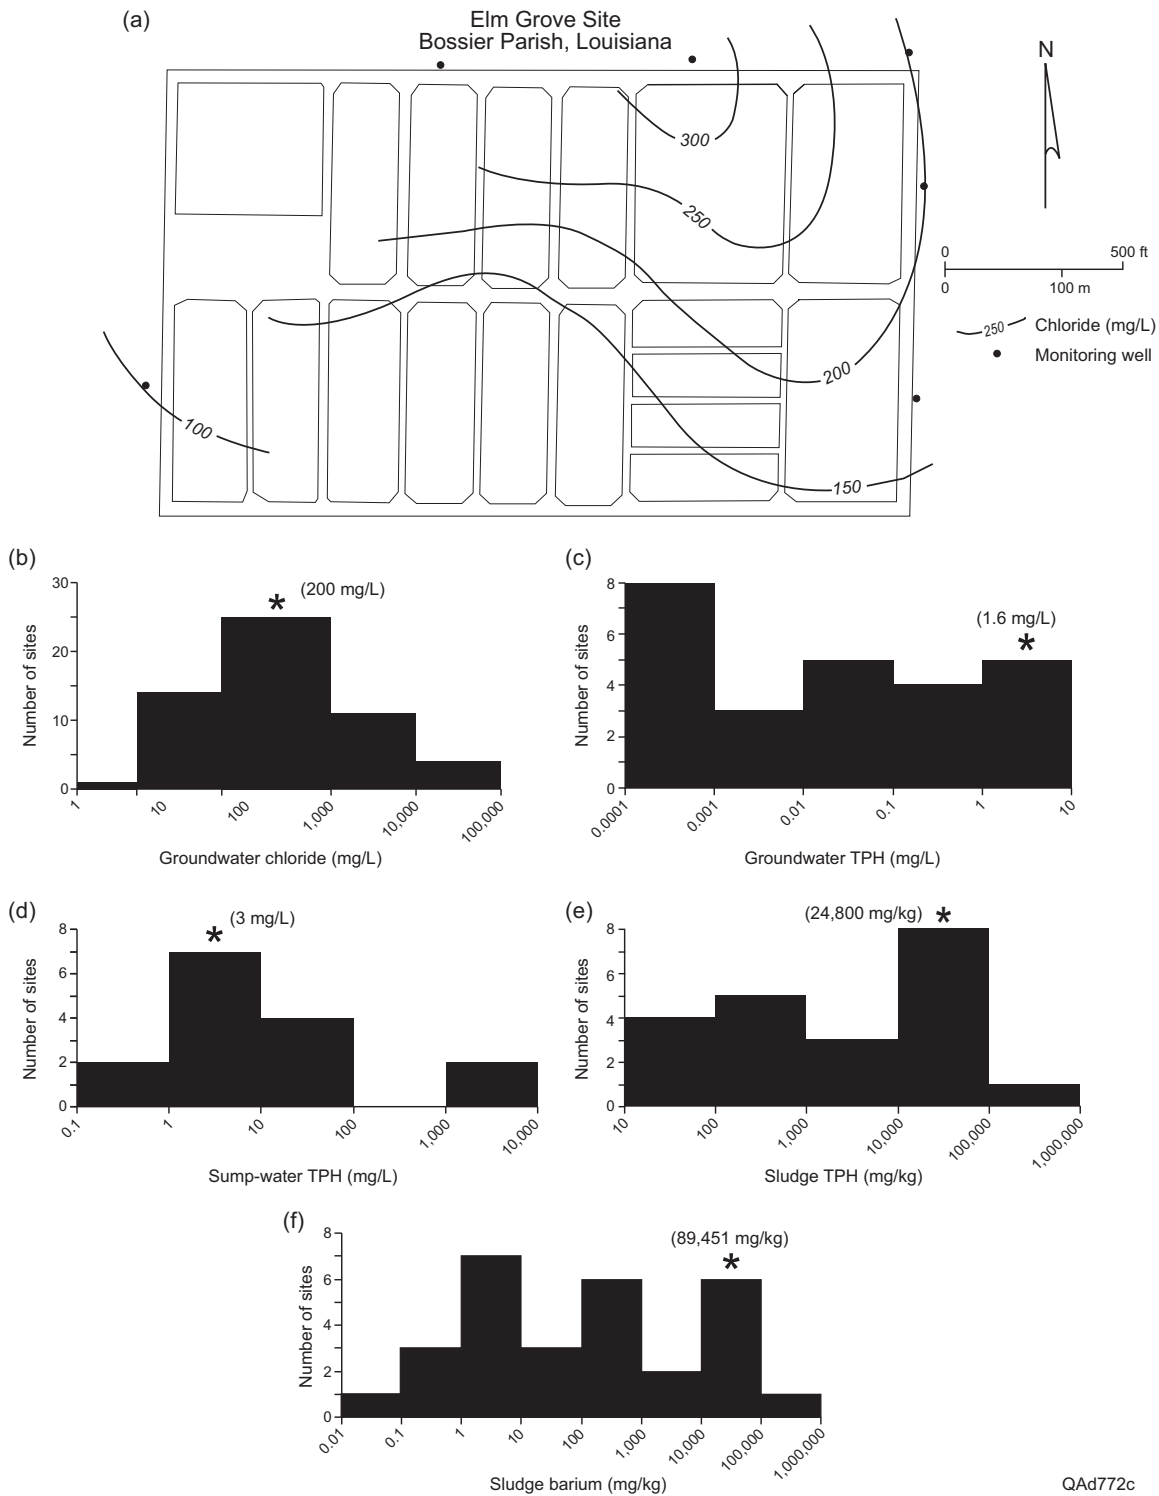 (a)
Elm Grove Site
Bossier Parish, Louisiana
N
300
250
200
150
100
0 500 ft
0 100 m
250 Chloride (mg/L)
Monitoring well
(b)
(200 mg/L)
*
30
20
10
0
Number of sites
1 10 100 1,000 10,000 100,000
Groundwater chloride (mg/L)
(c)
(1.6 mg/L)
*
8
6
4
2
0
Number of sites
0.0001 0.001 0.01 0.1 1 10
Groundwater TPH (mg/L)
(d)
(3 mg/L)
*
8
6
4
2
0
Number of sites
0.1 1 10 100 1,000 10,000
Sump-water TPH (mg/L)
(e)
(24,800 mg/kg) *
8
6
4
2
0
Number of sites
10 100 1,000 10,000 100,000 1,000,000
Sludge TPH (mg/kg)
(f)
(89,451 mg/kg)
*
8
6
4
2
0
Number of sites
0.01 0.1 1 10 100 1,000 10,000 100,000 1,000,000
Sludge barium (mg/kg)
QAd772c